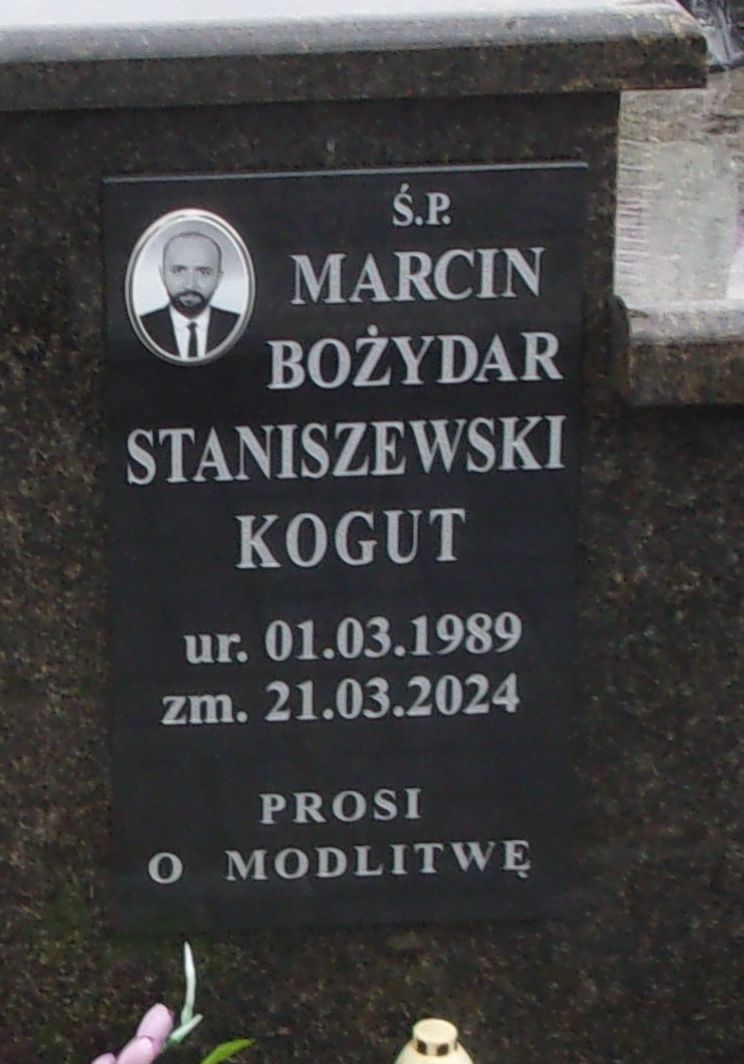 Ś.P.
MARCIN
BOŻYDAR
STANISZEWSKI
KOGUT
ur. 01.03.1989
zm. 21.03.2024
PROSI
O MODLITWĘ